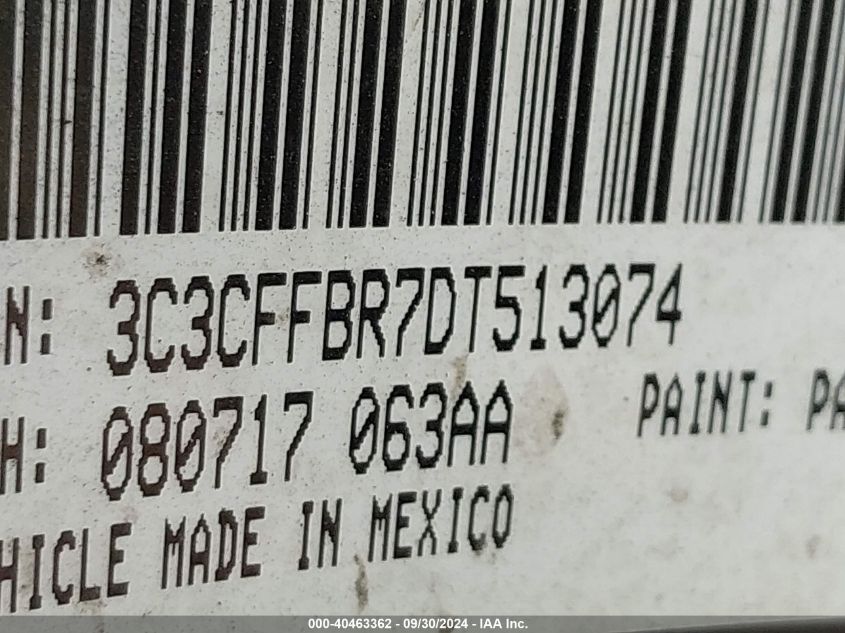 N: 3C3CFFBR7DT513074
H: 080717 063AA PAINT: PA
HICLE MADE IN MEXICO
000-40463362 - 09/30/2024 - IAA Inc.